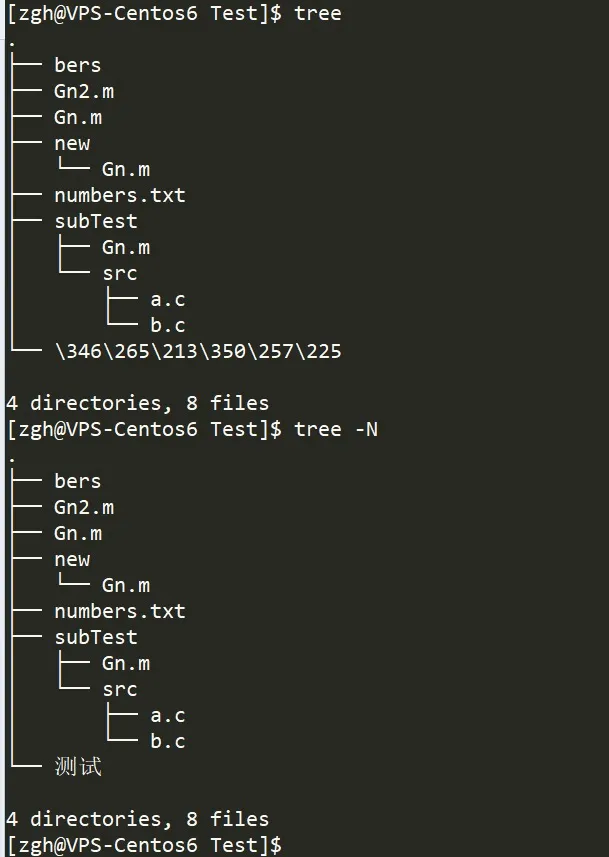 [zgh@VPS-Centos6 Test]$ tree
.
├── bers
├── Gn2.m
├── Gn.m
├── new
│   └── Gn.m
├── numbers.txt
├── subTest
│   ├── Gn.m
│   └── src
│       ├── a.c
│       └── b.c
└── \346\265\213\350\257\225

4 directories, 8 files
[zgh@VPS-Centos6 Test]$ tree -N
.
├── bers
├── Gn2.m
├── Gn.m
├── new
│   └── Gn.m
├── numbers.txt
├── subTest
│   ├── Gn.m
│   └── src
│       ├── a.c
│       └── b.c
└── 测试

4 directories, 8 files
[zgh@VPS-Centos6 Test]$